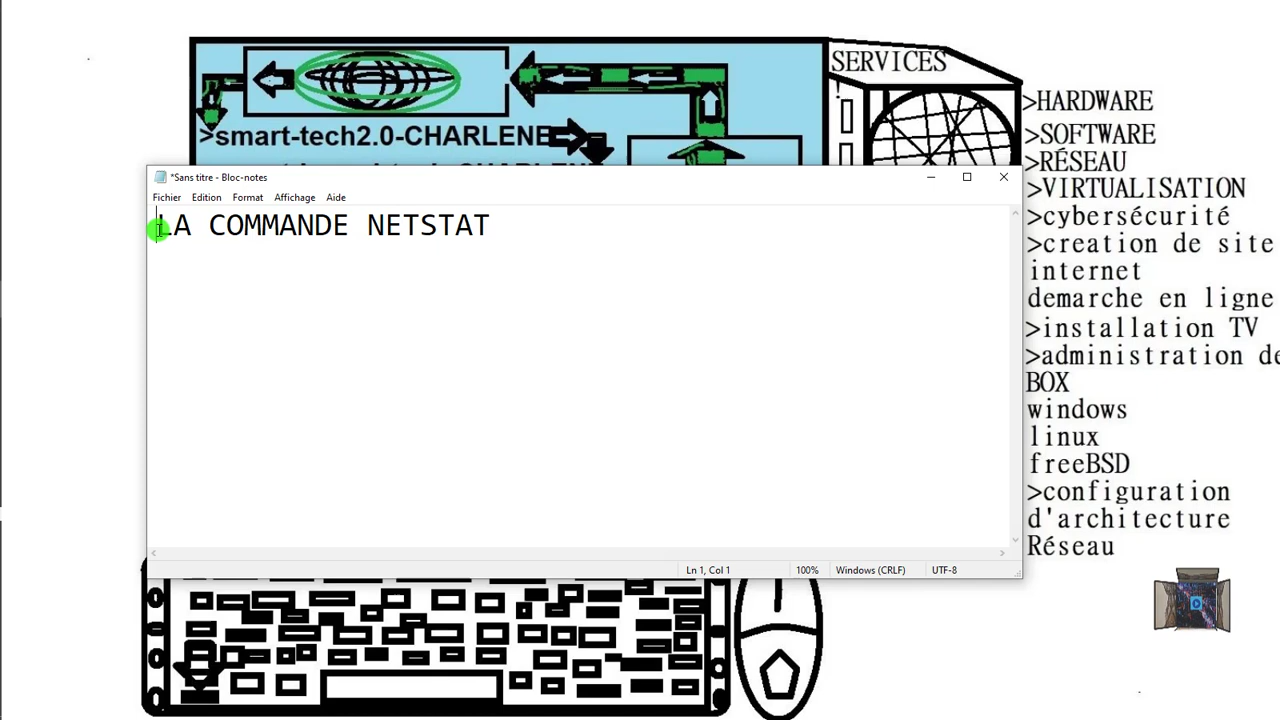 SERVICES
>HARDWARE
>SOFTWARE
>RÉSEAU
>VIRTUALISATION
>cybersécurité
>creation de site
internet
demarche en ligne
>installation TV
>administration de
BOX
windows
linux
freeBSD
>configuration
d'architecture
Réseau
>smart-tech2.0-CHARLENE
*Sans titre - Bloc-notes
Fichier Edition Format Affichage Aide
LA COMMANDE NETSTAT
Ln 1, Col 1 100% Windows (CRLF) UTF-8